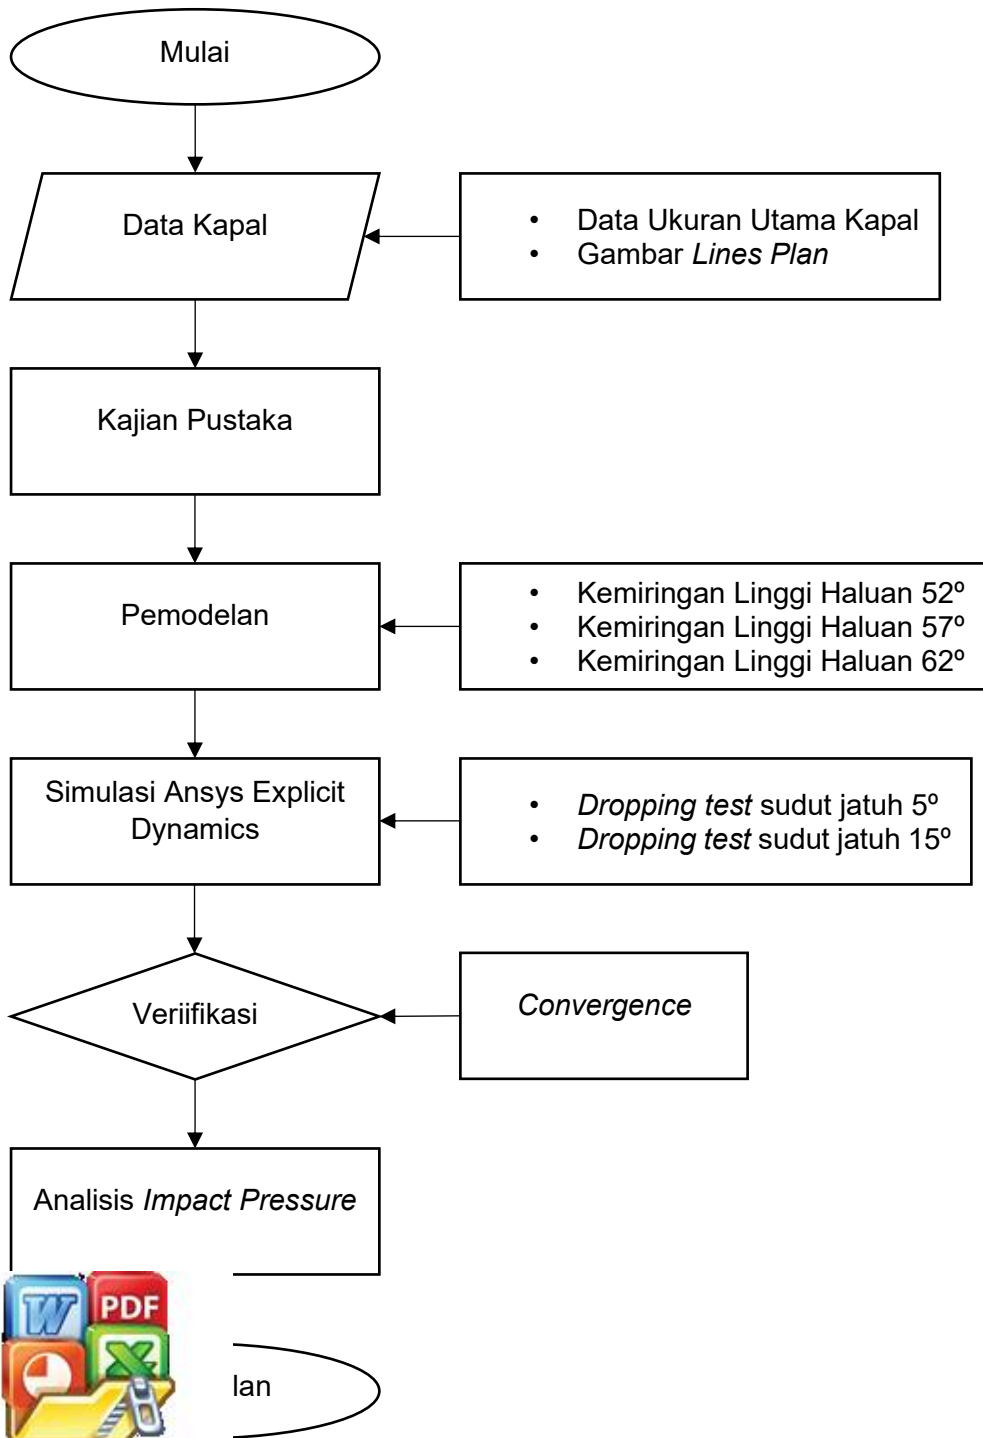 Mulai
Data Kapal
• Data Ukuran Utama Kapal
• Gambar Lines Plan
Kajian Pustaka
Pemodelan
• Kemiringan Linggi Haluan 52º
• Kemiringan Linggi Haluan 57º
• Kemiringan Linggi Haluan 62º
Simulasi Ansys Explicit
Dynamics
• Dropping test sudut jatuh 5º
• Dropping test sudut jatuh 15º
Veriifikasi
Convergence
Analisis Impact Pressure
W
PDF
X
lan